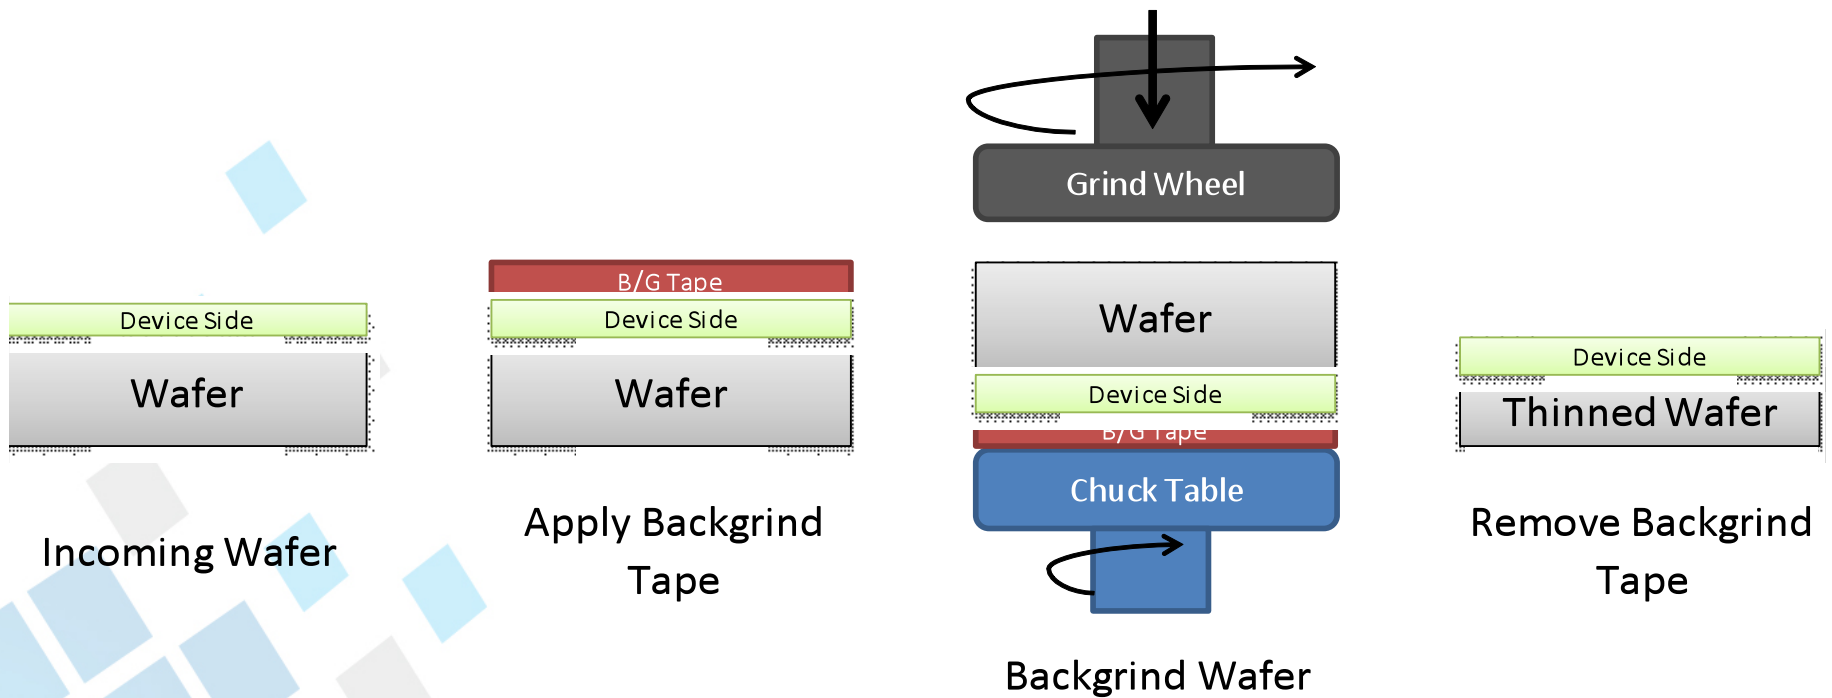 Device Side
Wafer
Incoming Wafer
B/G Tape
Device Side
Wafer
Apply Backgrind
Tape
Grind Wheel
Wafer
Device Side
B/G Tape
Chuck Table
Backgrind Wafer
Device Side
Thinned Wafer
Remove Backgrind
Tape